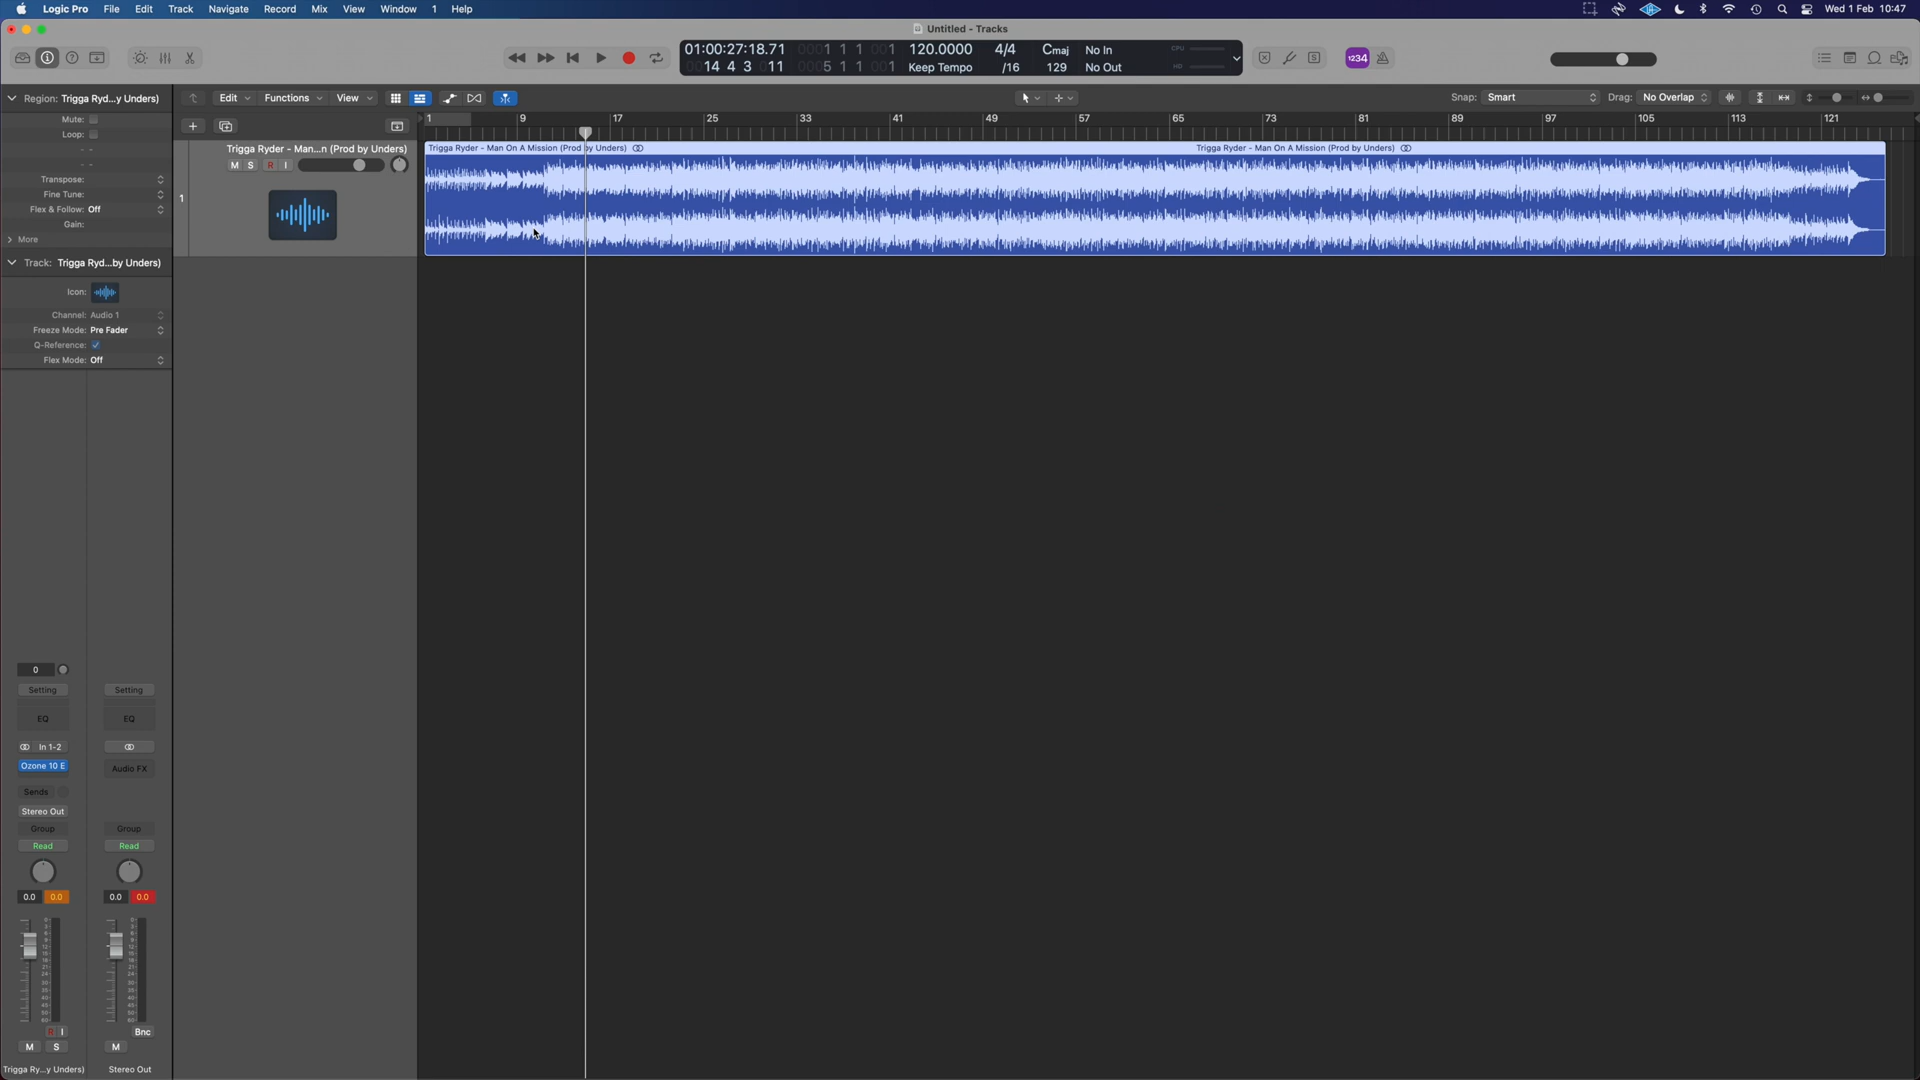 Logic Pro File Edit Track Navigate Record Mix View Window 1 Help Wed 1 Feb 10:47
Untitled - Tracks
01:00:27:18.71 0001 1 1 001 120.0000 4/4 Cmaj No In CPU
0014 4 3 011 0005 1 1 001 Keep Tempo /16 129 No Out HD
1234
Region: Trigga Ryd...y Unders) Edit Functions View Snap: Smart Drag: No Overlap
Mute:
Loop:
- -
- -
Transpose:
Fine Tune:
Flex & Follow: Off
Gain:
More
1 9 17 25 33 41 49 57 65 73 81 89 97 105 113 121
Trigga Ryder - Man...n (Prod by Unders)
M S R I
1
Trigga Ryder - Man On A Mission (Prod by Unders) Trigga Ryder - Man On A Mission (Prod by Unders)
Track: Trigga Ryd...by Unders)
Icon:
Channel: Audio 1
Freeze Mode: Pre Fader
Q-Reference:
Flex Mode: Off
0
Setting Setting
EQ EQ
In 1-2
Ozone 10 E Audio FX
Sends
Stereo Out
Group Group
Read Read
0.0 0.0 0.0 0.0
R I Bnc
M S M
Trigga Ry...y Unders) Stereo Out